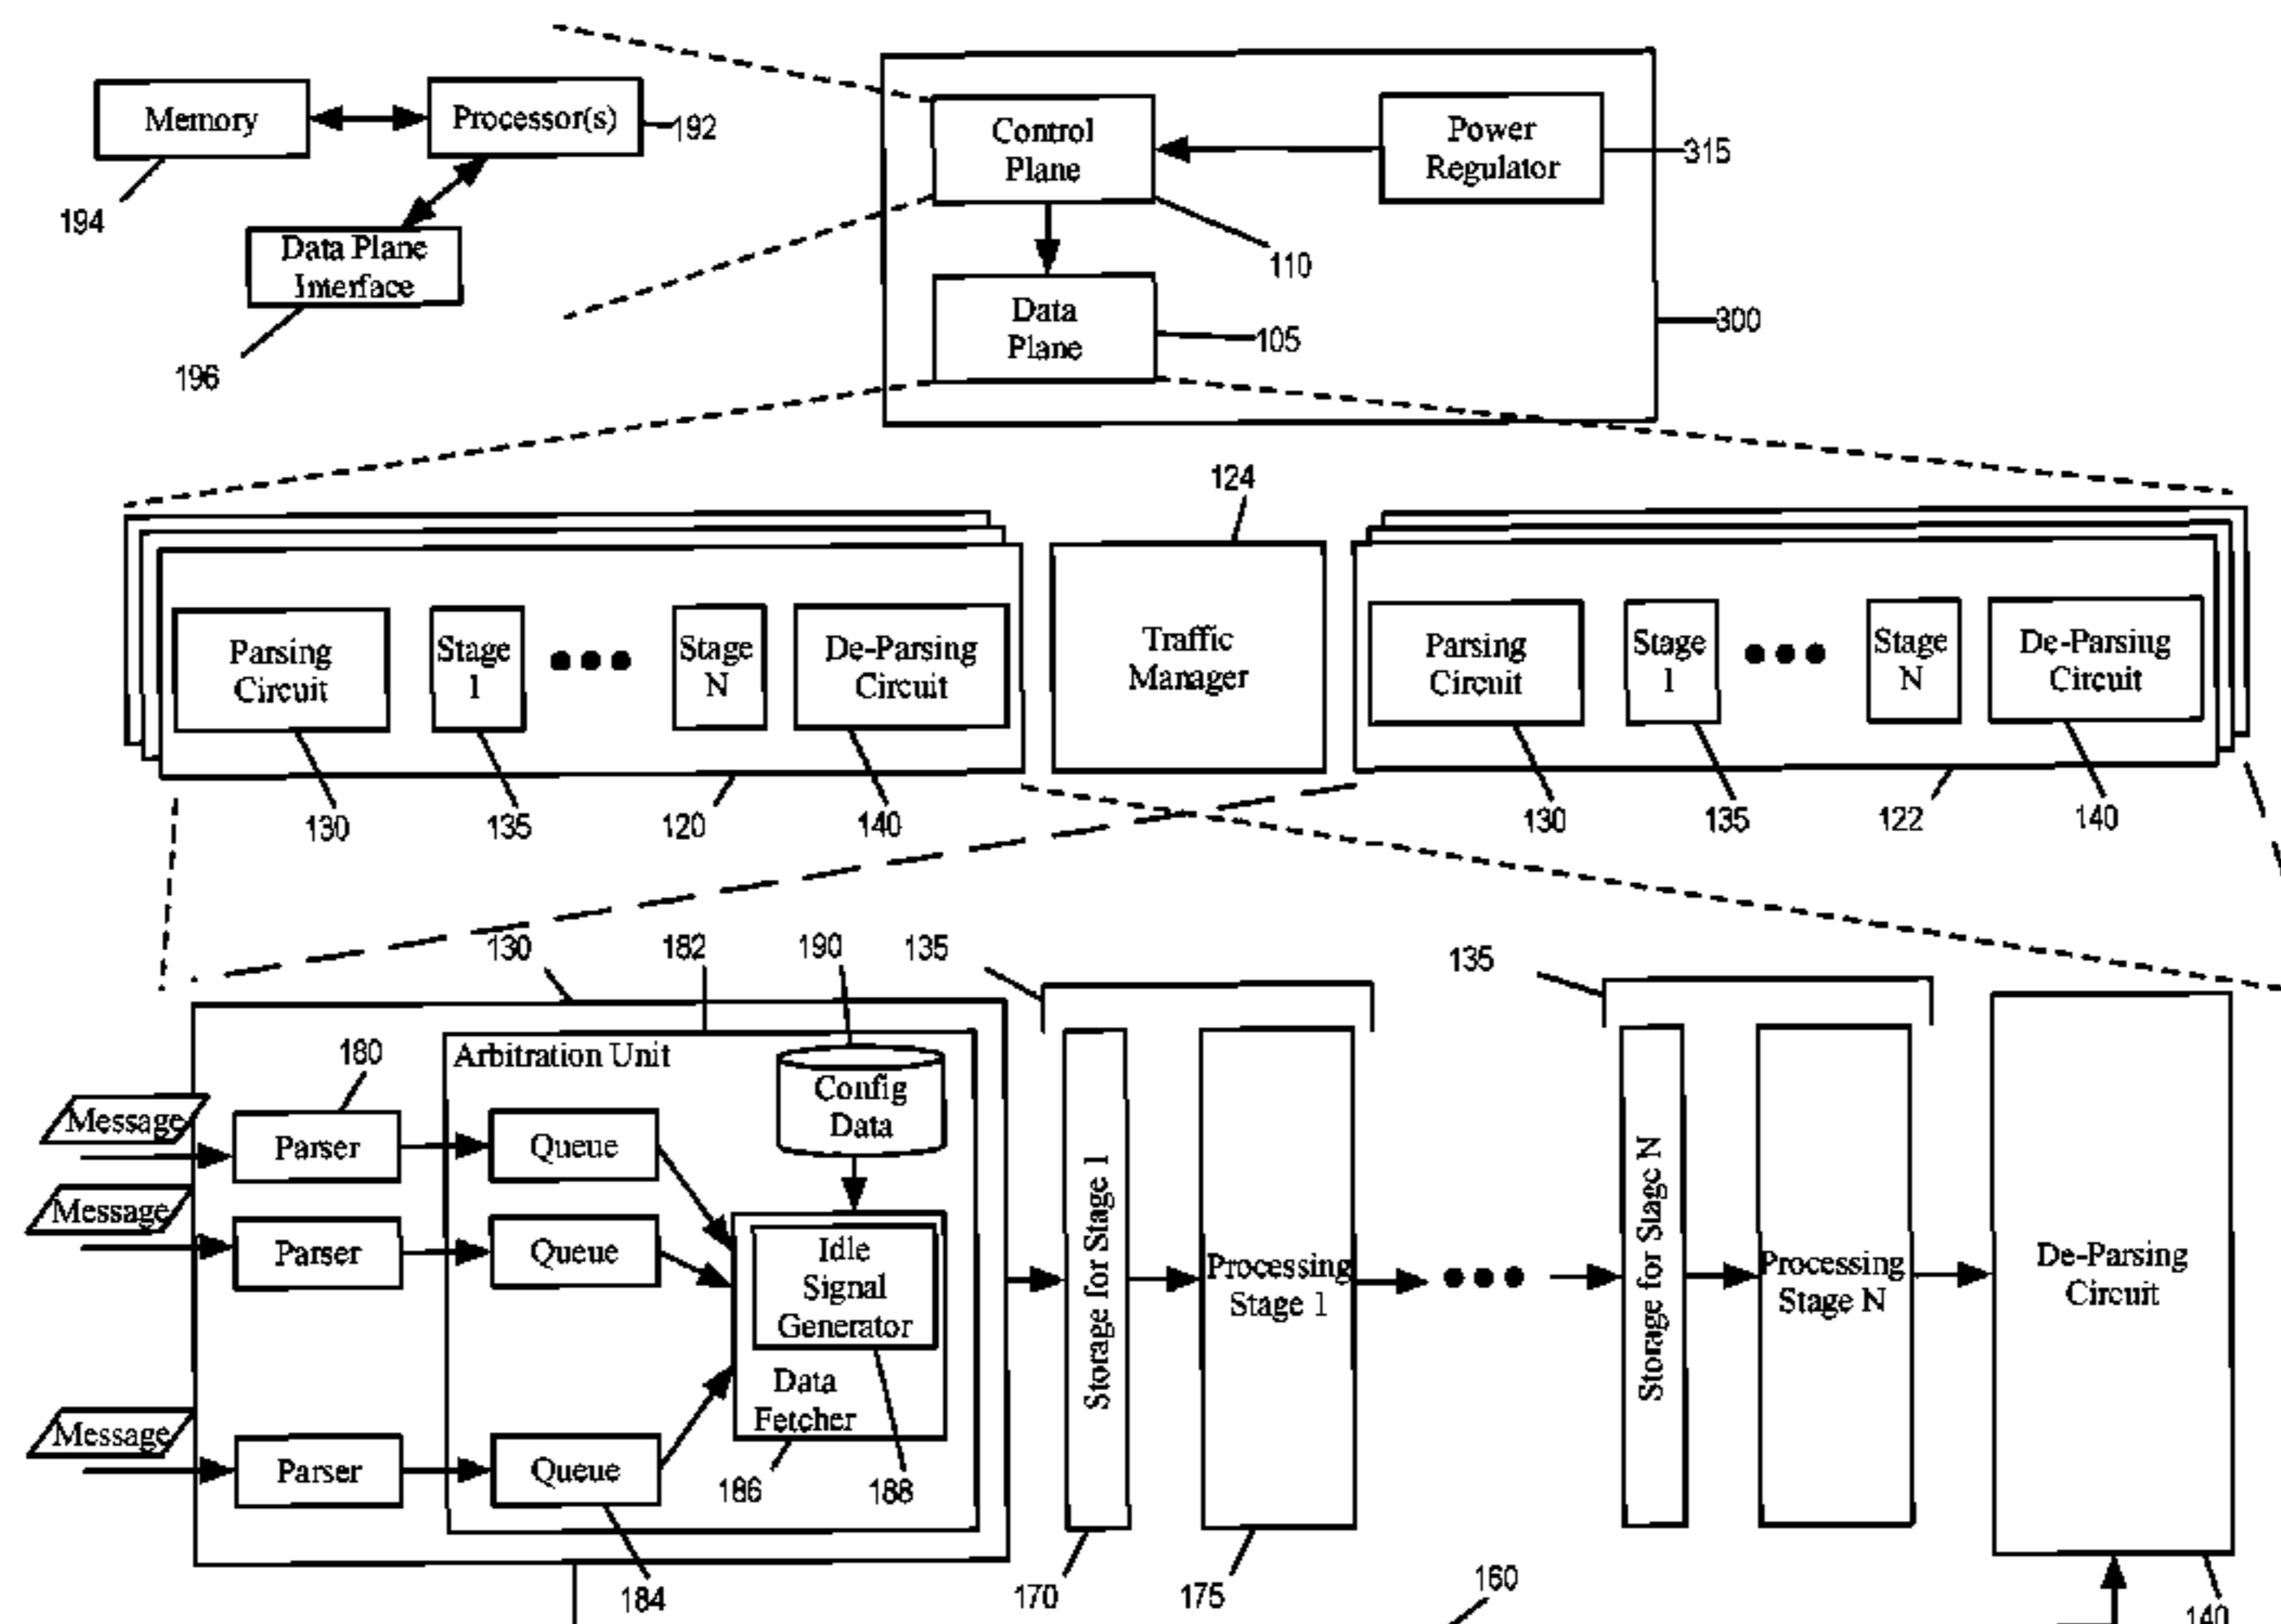 Memory
Processor(s)
192
194
Data Plane
Interface
196
Control
Plane
Power
Regulator
315
110
Data
Plane
105
300
124
Parsing
Circuit
Stage
1
Stage
N
De-Parsing
Circuit
Traffic
Manager
Parsing
Circuit
Stage
1
Stage
N
De-Parsing
Circuit
130
135
120
140
130
135
122
140
130
182
190
135
135
180
Arbitration Unit
Config
Data
Message
Parser
Queue
Message
Parser
Queue
Idle
Signal
Generator
Data
Fetcher
Message
Parser
Queue
186
188
184
Storage for Stage 1
Processing
Stage 1
Storage for Stage N
Processing
Stage N
De-Parsing
Circuit
170
175
160
140